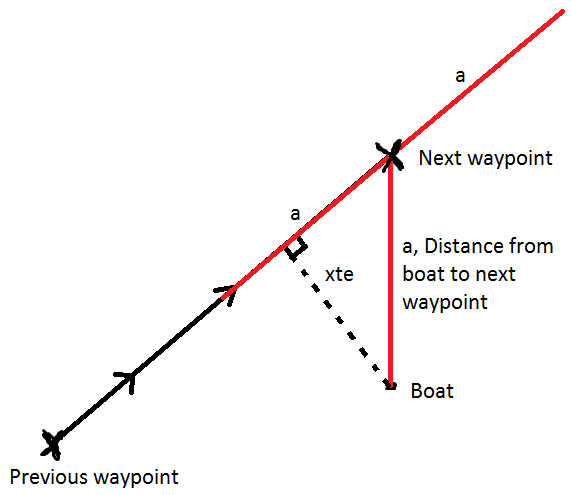 a
Next waypoint
a
a, Distance from
boat to next
waypoint
xte
Boat
Previous waypoint